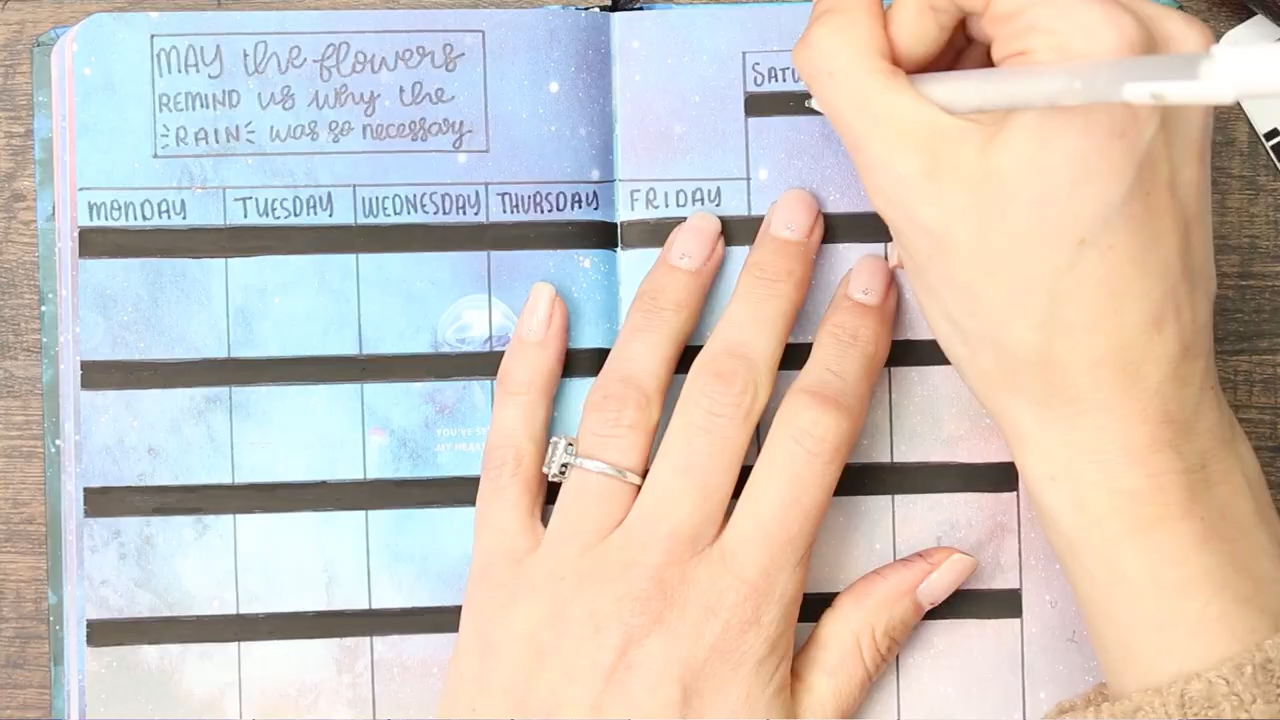 MAY the flowers
REMIND us why the
RAIN was so necessary
MONDAY TUESDAY WEDNESDAY THURSDAY FRIDAY